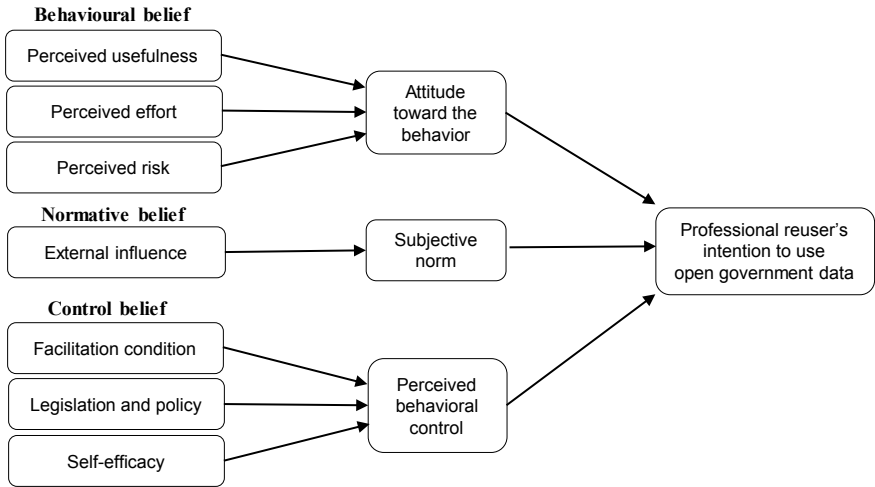 Behavioural belief
Perceived usefulness
Perceived effort
Perceived risk
Attitude
toward the
behavior
Normative belief
External influence
Subjective
norm
Professional reuser's
intention to use
open government data
Control belief
Facilitation condition
Legislation and policy
Self-efficacy
Perceived
behavioral
control